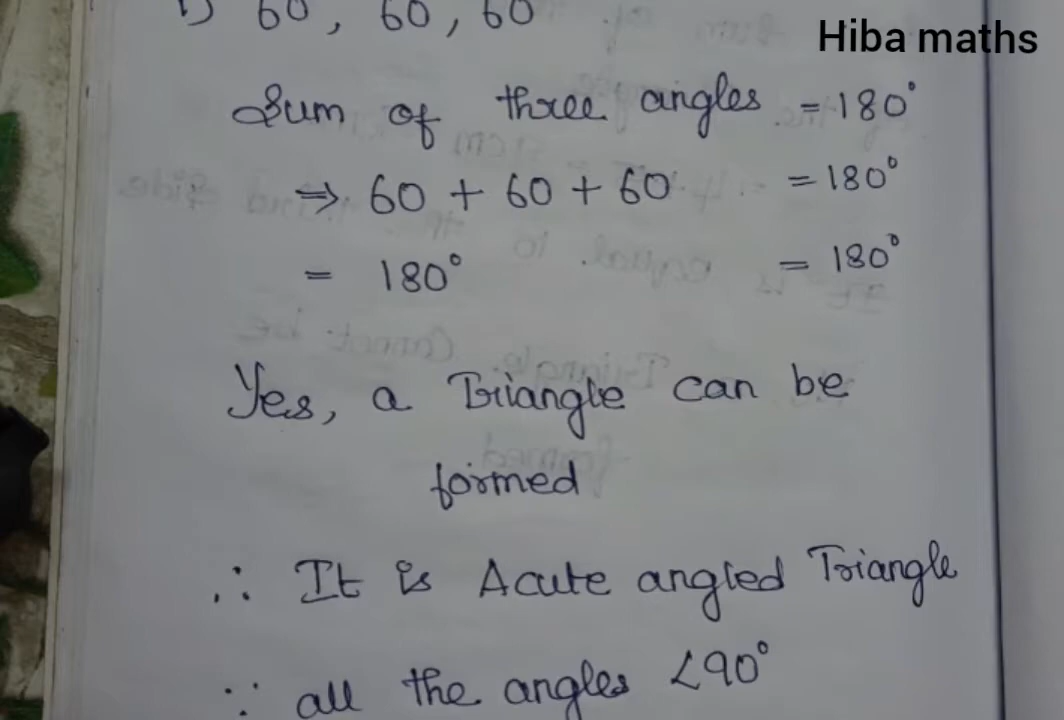 1) 60, 60, 60
Hiba maths
Sum of three angles = 180°
⇒ 60 + 60 + 60 = 180°
= 180° = 180°
Yes, a Triangle can be
formed
∴ It is Acute angled Triangle
∵ all the angles <90°